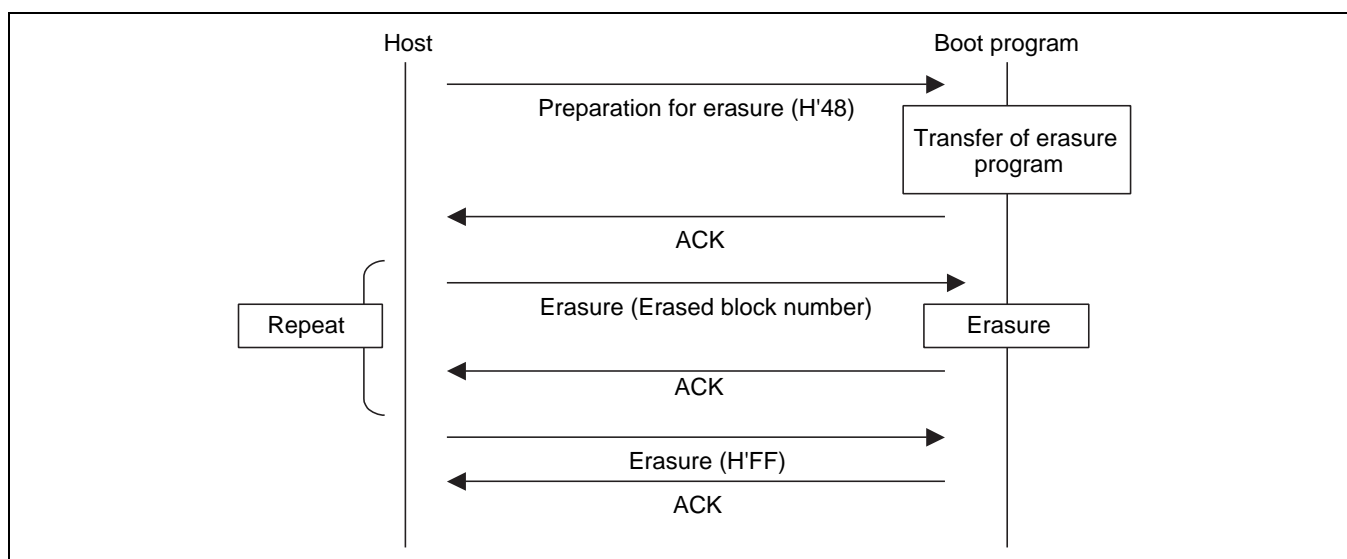 Host
Boot program
Preparation for erasure (H'48)
Transfer of erasure
program
ACK
Erasure (Erased block number)
Repeat
Erasure
ACK
Erasure (H'FF)
ACK